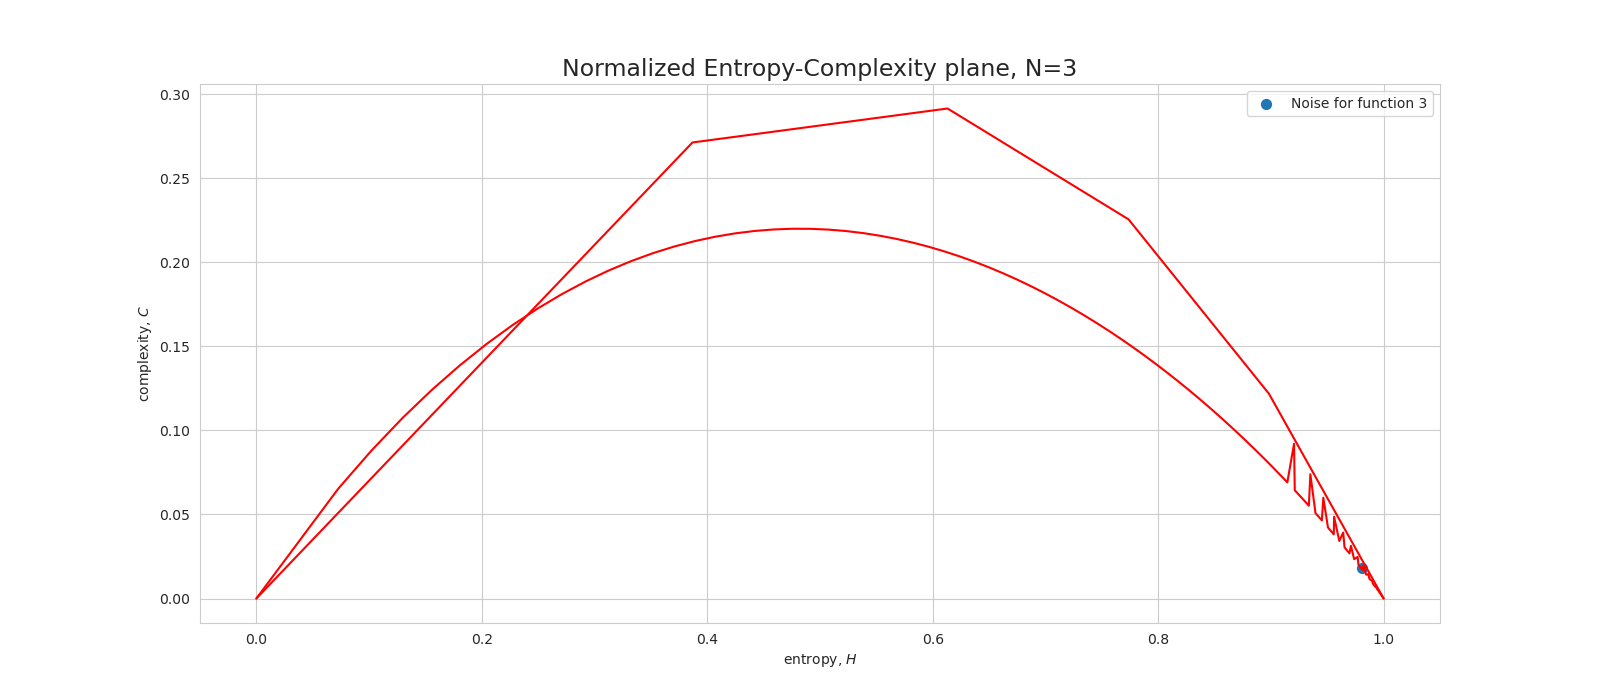 Normalized Entropy-Complexity plane, N=3
Noise for function 3
complexity, C
0.30
0.25
0.20
0.15
0.10
0.05
0.00
0.0 0.2 0.4 0.6 0.8 1.0
entropy, H